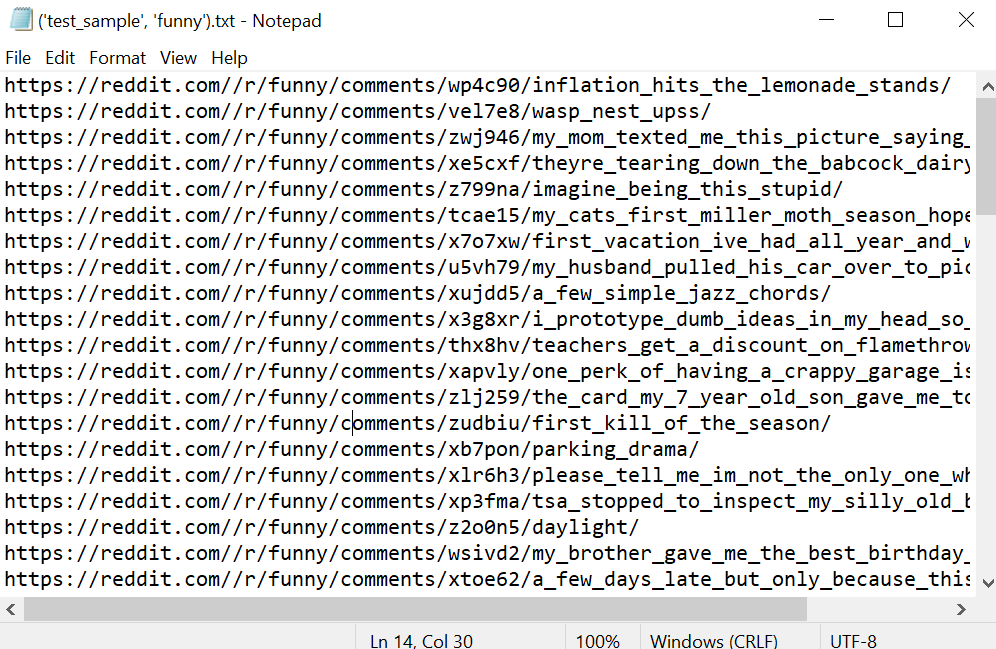 ('test_sample', 'funny').txt - Notepad
File Edit Format View Help
https://reddit.com//r/funny/comments/wp4c90/inflation_hits_the_lemonade_stands/
https://reddit.com//r/funny/comments/vel7e8/wasp_nest_upss/
https://reddit.com//r/funny/comments/zwj946/my_mom_texted_me_this_picture_saying_
https://reddit.com//r/funny/comments/xe5cxf/theyre_tearing_down_the_babcock_dairy
https://reddit.com//r/funny/comments/z799na/imagine_being_this_stupid/
https://reddit.com//r/funny/comments/tcae15/my_cats_first_miller_moth_season_hope
https://reddit.com//r/funny/comments/x7o7xw/first_vacation_ive_had_all_year_and_w
https://reddit.com//r/funny/comments/u5vh79/my_husband_pulled_his_car_over_to_pic
https://reddit.com//r/funny/comments/xujdd5/a_few_simple_jazz_chords/
https://reddit.com//r/funny/comments/x3g8xr/i_prototype_dumb_ideas_in_my_head_so_
https://reddit.com//r/funny/comments/thx8hv/teachers_get_a_discount_on_flamethrow
https://reddit.com//r/funny/comments/xapvly/one_perk_of_having_a_crappy_garage_is
https://reddit.com//r/funny/comments/zlj259/the_card_my_7_year_old_son_gave_me_to
https://reddit.com//r/funny/comments/zudbiu/first_kill_of_the_season/
https://reddit.com//r/funny/comments/xb7pon/parking_drama/
https://reddit.com//r/funny/comments/xlr6h3/please_tell_me_im_not_the_only_one_wh
https://reddit.com//r/funny/comments/xp3fma/tsa_stopped_to_inspect_my_silly_old_b
https://reddit.com//r/funny/comments/z2o0n5/daylight/
https://reddit.com//r/funny/comments/wsivd2/my_brother_gave_me_the_best_birthday_
https://reddit.com//r/funny/comments/xtoe62/a_few_days_late_but_only_because_this
Ln 14, Col 30 100% Windows (CRLF) UTF-8